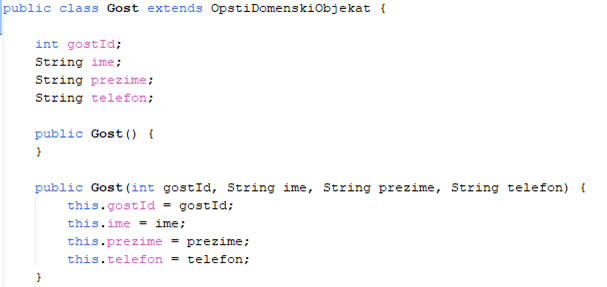 public class Gost extends OpstiDomenskiObjekat {
int gostId;
String ime;
String prezime;
String telefon;
public Gost() {
}
public Gost(int gostId, String ime, String prezime, String telefon) {
this.gostId = gostId;
this.ime = ime;
this.prezime = prezime;
this.telefon = telefon;
}